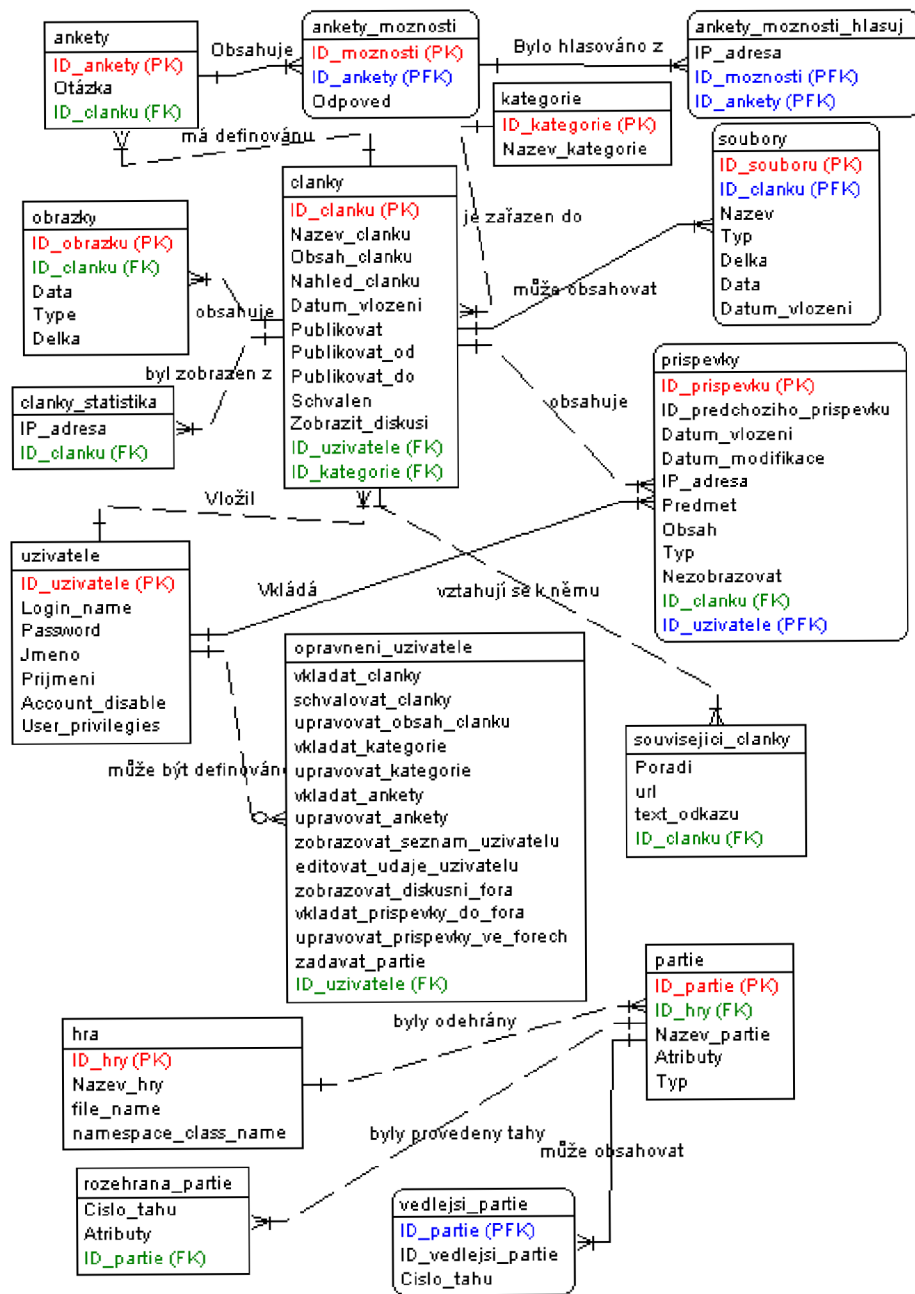 ankety
ID_ankety (PK)
Otázka
ID_clanku (FK)
Obsahuje
ankety_moznosti
ID_moznosti (PK)
ID_ankety (PFK)
Odpoved
Bylo hlasováno z
ankety_moznosti_hlasuj
IP_adresa
ID_moznosti (PFK)
ID_ankety (PFK)
má definovánu
kategorie
ID_kategorie (PK)
Nazev_kategorie
soubory
ID_souboru (PK)
ID_clanku (PFK)
Nazev
Typ
Delka
Data
Datum_vlozeni
clanky
ID_clanku (PK)
Nazev_clanku
Obsah_clanku
Nahled_clanku
Datum_vlozeni
Publikovat
Publikovat_od
Publikovat_do
Schvalen
Zobrazit_diskusi
ID_uzivatele (FK)
ID_kategorie (FK)
je zařazen do
může obsahovat
obrazky
ID_obrazku (PK)
ID_clanku (FK)
Data
Type
Delka
obsahuje
byl zobrazen z
clanky_statistika
IP_adresa
ID_clanku (FK)
obsahuje
prispevky
ID_prispevku (PK)
ID_predchoziho_prispevku
Datum_vlozeni
Datum_modifikace
IP_adresa
Predmet
Obsah
Typ
Nezobrazovat
ID_clanku (FK)
ID_uzivatele (PFK)
Vložil
uzivatele
ID_uzivatele (PK)
Login_name
Password
Jmeno
Prijmeni
Account_disable
User_privilegies
Vkládá
vztahují se k němu
může být definováno
opravneni_uzivatele
vkladat_clanky
schvalovat_clanky
upravovat_obsah_clanku
vkladat_kategorie
upravovat_kategorie
vkladat_ankety
upravovat_ankety
zobrazovat_seznam_uzivatelu
editovat_udaje_uzivatelu
zobrazovat_diskusni_fora
vkladat_prispevky_do_fora
upravovat_prispevky_ve_forech
zadavat_partie
ID_uzivatele (FK)
souvisejici_clanky
Poradi
url
text_odkazu
ID_clanku (FK)
partie
ID_partie (PK)
ID_hry (FK)
Nazev_partie
Atributy
Typ
byly odehrány
hra
ID_hry (PK)
Nazev_hry
file_name
namespace_class_name
byly provedeny tahy
může obsahovat
rozehrana_partie
Cislo_tahu
Atributy
ID_partie (FK)
vedlejsi_partie
ID_partie (PFK)
ID_vedlejsi_partie
Cislo_tahu